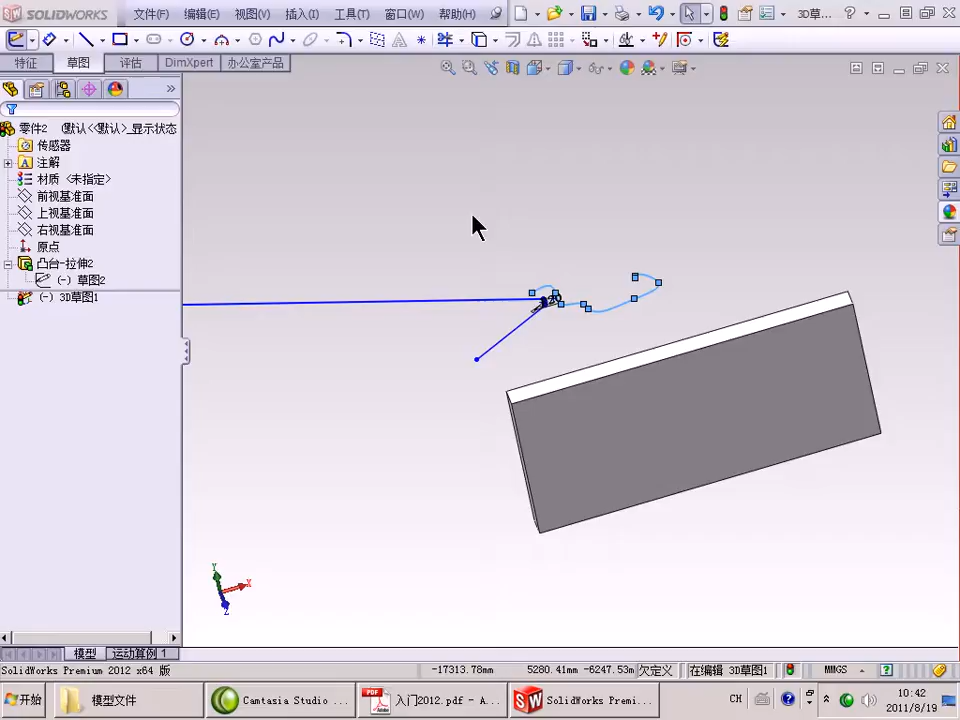 SOLIDWORKS 文件(F) 编辑(E) 视图(V) 插入(I) 工具(T) 窗口(W) 帮助(H) 3D草...
特征 草图 评估 DimXpert 办公室产品
零件2 (默认<<默认>_显示状态
传感器
注解
材质 <未指定>
前视基准面
上视基准面
右视基准面
原点
凸台-拉伸2
(-) 草图2
(-) 3D草图1
20
Y
X
Z
模型 运动算例 1
SolidWorks Premium 2012 x64 版 -17313.78mm 5280.41mm -6247.53m 欠定义 在编辑 3D草图1 MMGS
开始 模型文件 Camtasia Studio ... 入门2012.pdf - A... SolidWorks Premi... CH 10:42
2011/8/19